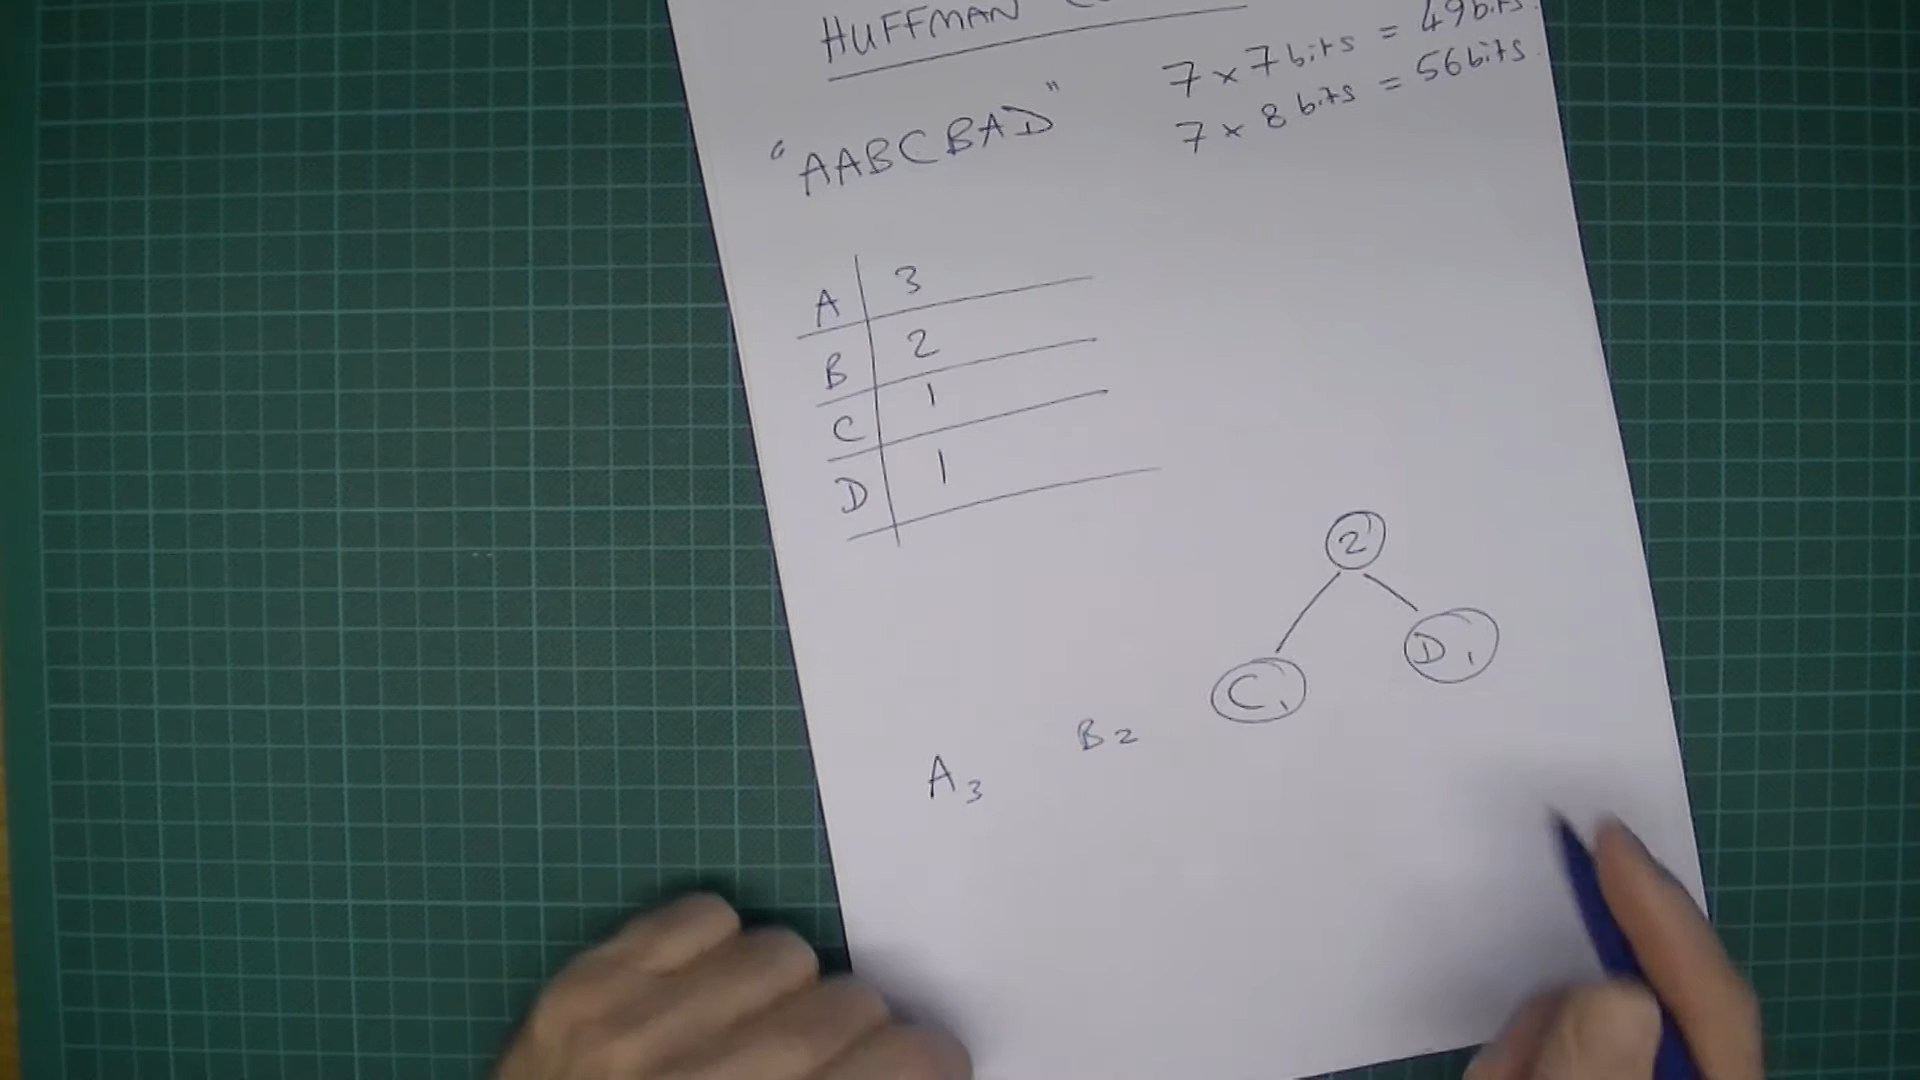 HUFFMAN
7 x 7 bits = 49 bits.
7 x 8 bits = 56 bits.
"AABCBAD"
A 3
B 2
C 1
D 1
2
C 1
D 1
A 3
B 2